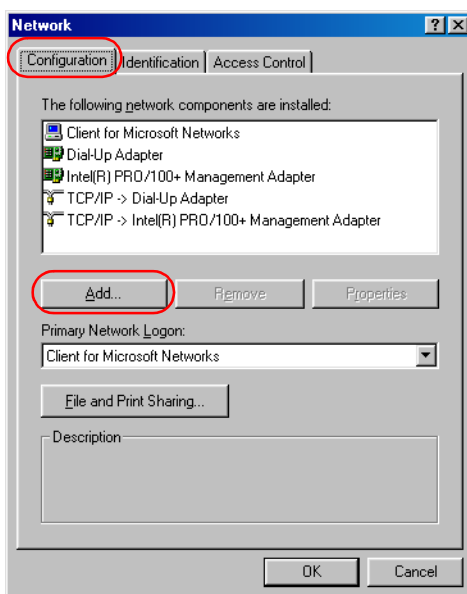 Network
Configuration Identification Access Control
The following network components are installed:
Client for Microsoft Networks
Dial-Up Adapter
Intel(R) PRO/100+ Management Adapter
TCP/IP -> Dial-Up Adapter
TCP/IP -> Intel(R) PRO/100+ Management Adapter
Add... Remove Properties
Primary Network Logon:
Client for Microsoft Networks
File and Print Sharing...
Description
OK Cancel